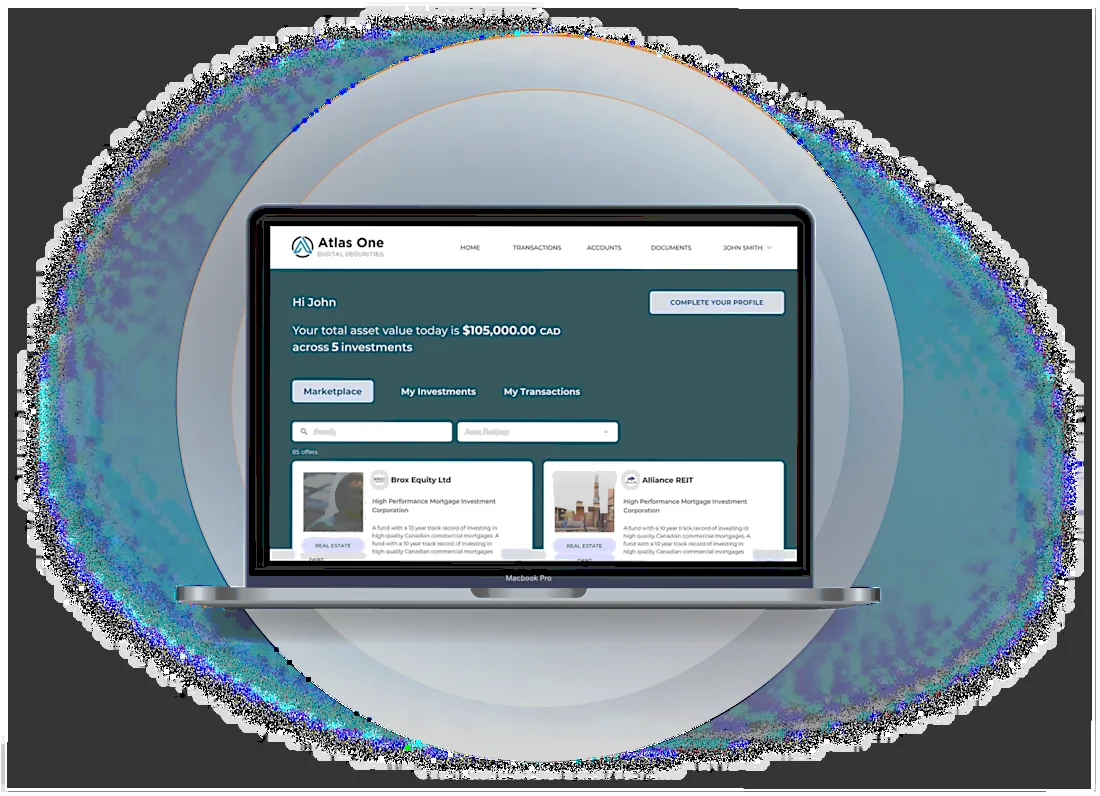 Atlas One
DIGITAL SECURITIES
HOME
TRANSACTIONS
ACCOUNTS
DOCUMENTS
JOHN SMITH
Hi John
COMPLETE YOUR PROFILE
Your total asset value today is $105,000.00 CAD
across 5 investments
Marketplace
My Investments
My Transactions
85 offers
Brox Equity Ltd
High Performance Mortgage Investment
Corporation
A fund with a 10 year track record of investing in
high quality Canadian commercial mortgages. A
fund with a 10 year track record of investing in
high quality Canadian commercial mortgages
REAL ESTATE
DEBT
Alliance REIT
High Performance Mortgage Investment
Corporation
A fund with a 10 year track record of investing in
high quality Canadian commercial mortgages. A
fund with a 10 year track record of investing in
high quality Canadian commercial mortgages
REAL ESTATE
DEBT
Macbook Pro